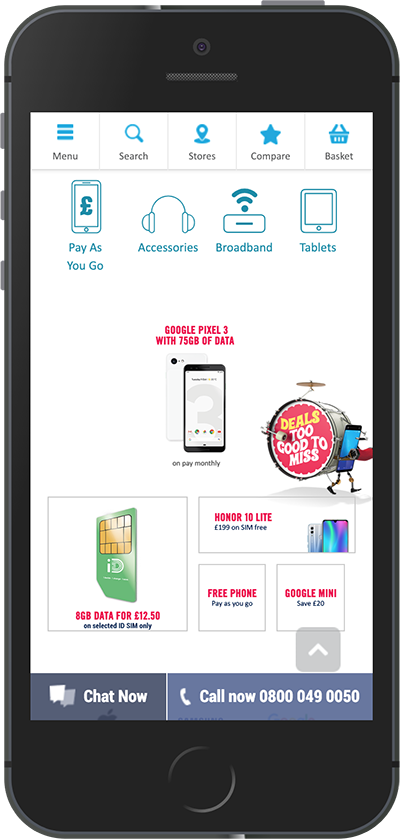 Menu
Search
Stores
Compare
Basket
£
Pay As
You Go
Accessories
Broadband
Tablets
GOOGLE PIXEL 3
WITH 75GB OF DATA
3
on pay monthly
DEALS
TOO
GOOD TO
MISS
iD
8GB DATA FOR £12.50
on selected ID SIM only
HONOR 10 LITE
£199 on SIM free
FREE PHONE
Pay as you go
GOOGLE MINI
Save £20
Chat Now
Call now 0800 049 0050